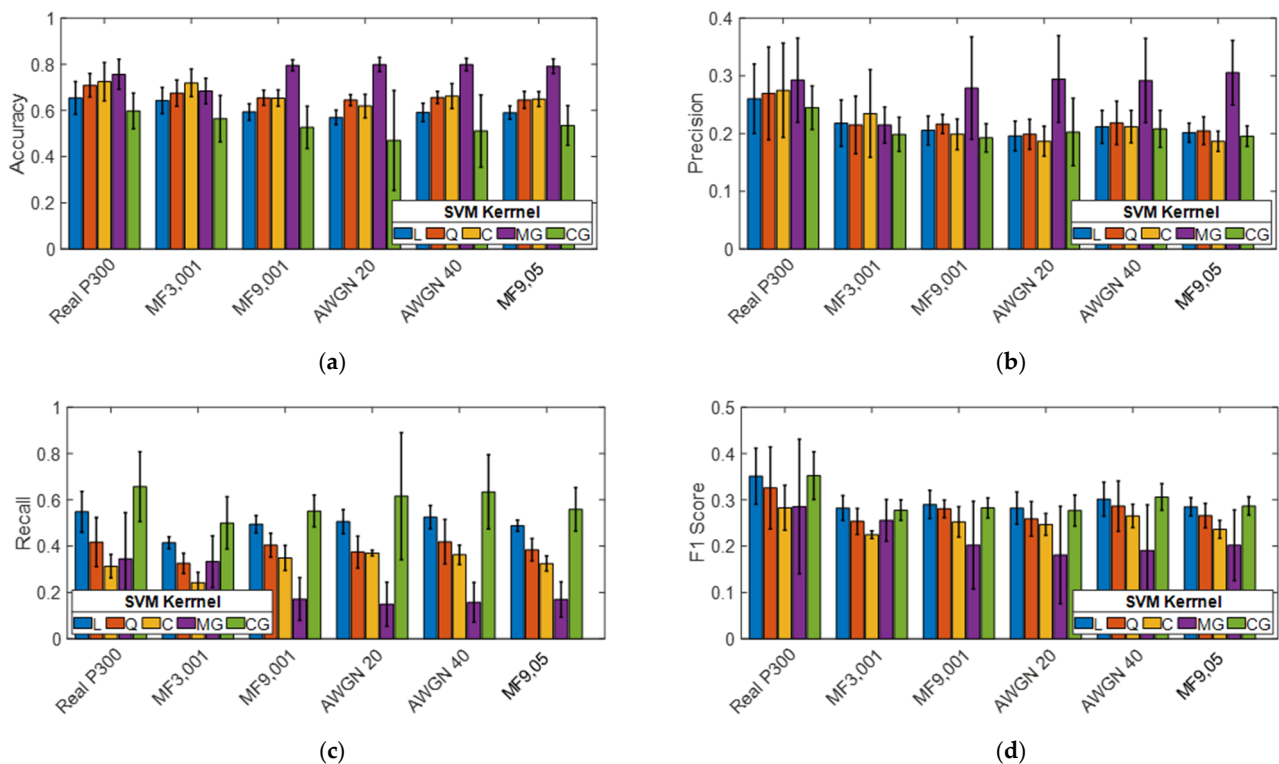 1
0.8
0.6
0.4
0.2
0
Accuracy
SVM Kerrnel
L Q C MG CG
Real P300
MF3,001
MF9,001
AWGN 20
AWGN 40
MF9,05
(a)
0.4
0.3
0.2
0.1
0
Precision
SVM Kerrnel
L Q C MG CG
Real P300
MF3,001
MF9,001
AWGN 20
AWGN 40
MF9,05
(b)
1
0.8
0.6
0.4
0.2
0
Recall
SVM Kerrnel
L Q C MG CG
Real P300
MF3,001
MF9,001
AWGN 20
AWGN 40
MF9,05
(c)
0.5
0.4
0.3
0.2
0.1
0
F1 Score
SVM Kerrnel
L Q C MG CG
Real P300
MF3,001
MF9,001
AWGN 20
AWGN 40
MF9,05
(d)